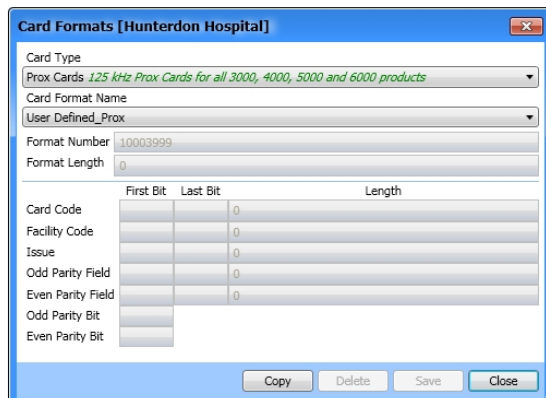 Card Formats [Hunterdon Hospital]
Card Type
Prox Cards 125 kHz Prox Cards for all 3000, 4000, 5000 and 6000 products
Card Format Name
User Defined_Prox
Format Number 10003999
Format Length 0
First Bit Last Bit Length
Card Code 0
Facility Code 0
Issue 0
Odd Parity Field 0
Even Parity Field 0
Odd Parity Bit
Even Parity Bit
Copy Delete Save Close